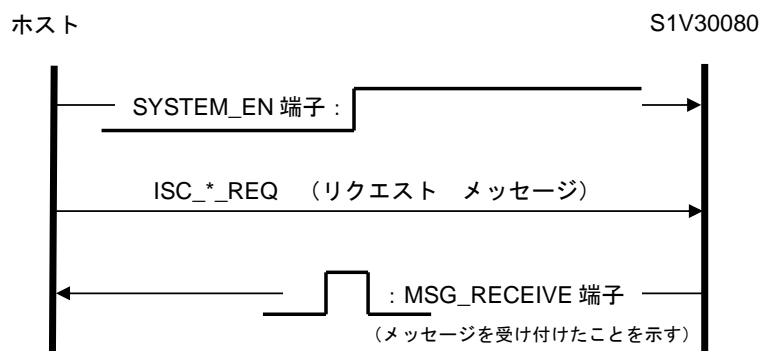 ホスト
S1V30080
SYSTEM_EN 端子：
ISC_*_REQ （リクエスト メッセージ）
：MSG_RECEIVE 端子
（メッセージを受け付けたことを示す）